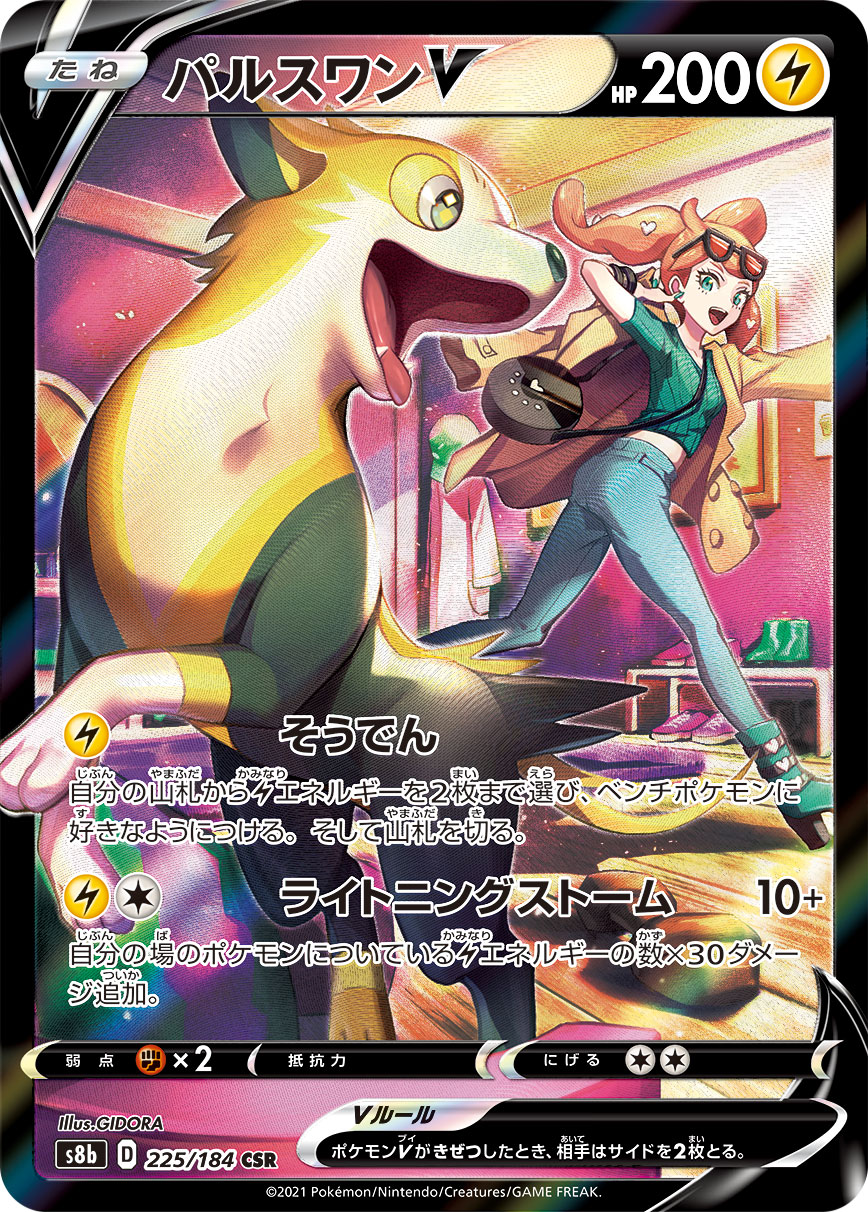 たね パルスワンV HP 200
そうでん
自分の山札から エネルギーを2枚まで選び、ベンチポケモンに
好きなようにつける。そして山札を切る。
ライトニングストーム 10+
自分の場のポケモンについている エネルギーの数×30ダメー
ジ追加。
弱点 ×2 抵抗力 にげる
Illus.GIDORA
Vルール
ポケモンVがきぜつしたとき、相手はサイドを2枚とる。
s8b D 225/184 CSR
©2021 Pokémon/Nintendo/Creatures/GAME FREAK.